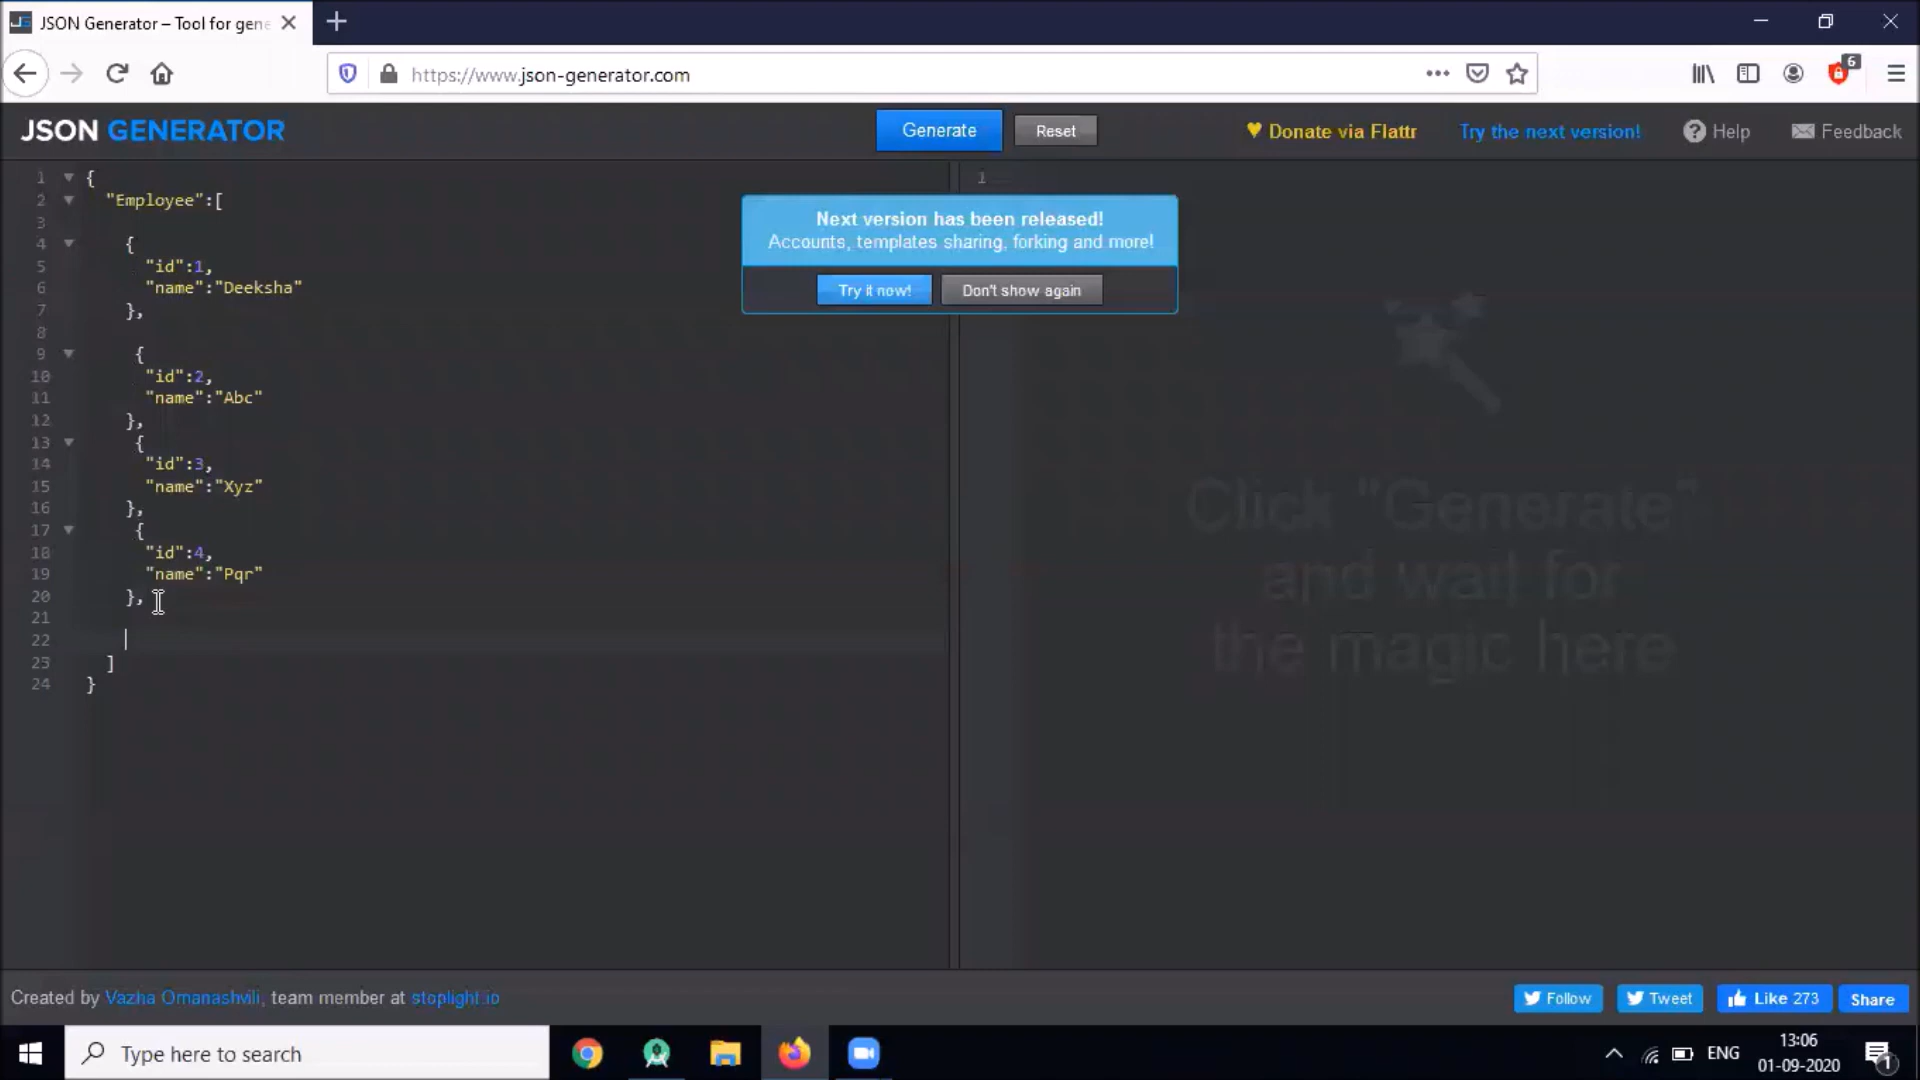 JSON Generator – Tool for gene
https://www.json-generator.com
6
JSON GENERATOR
Generate
Reset
Donate via Flattr
Try the next version!
Help
Feedback
1 {
2 "Employee":[
3
4 {
5 "id":1,
6 "name":"Deeksha"
7 },
8
9 {
10 "id":2,
11 "name":"Abc"
12 },
13 {
14 "id":3,
15 "name":"Xyz"
16 },
17 {
18 "id":4,
19 "name":"Pqr"
20 },
21
22
23 ]
24 }
1
Next version has been released!
Accounts, templates sharing, forking and more!
Try it now!
Don't show again
Click "Generate"
and wait for
the magic here
Created by Vazha Omanashvili, team member at stoplight.io
Follow
Tweet
Like 273
Share
Type here to search
ENG
13:06
01-09-2020
1